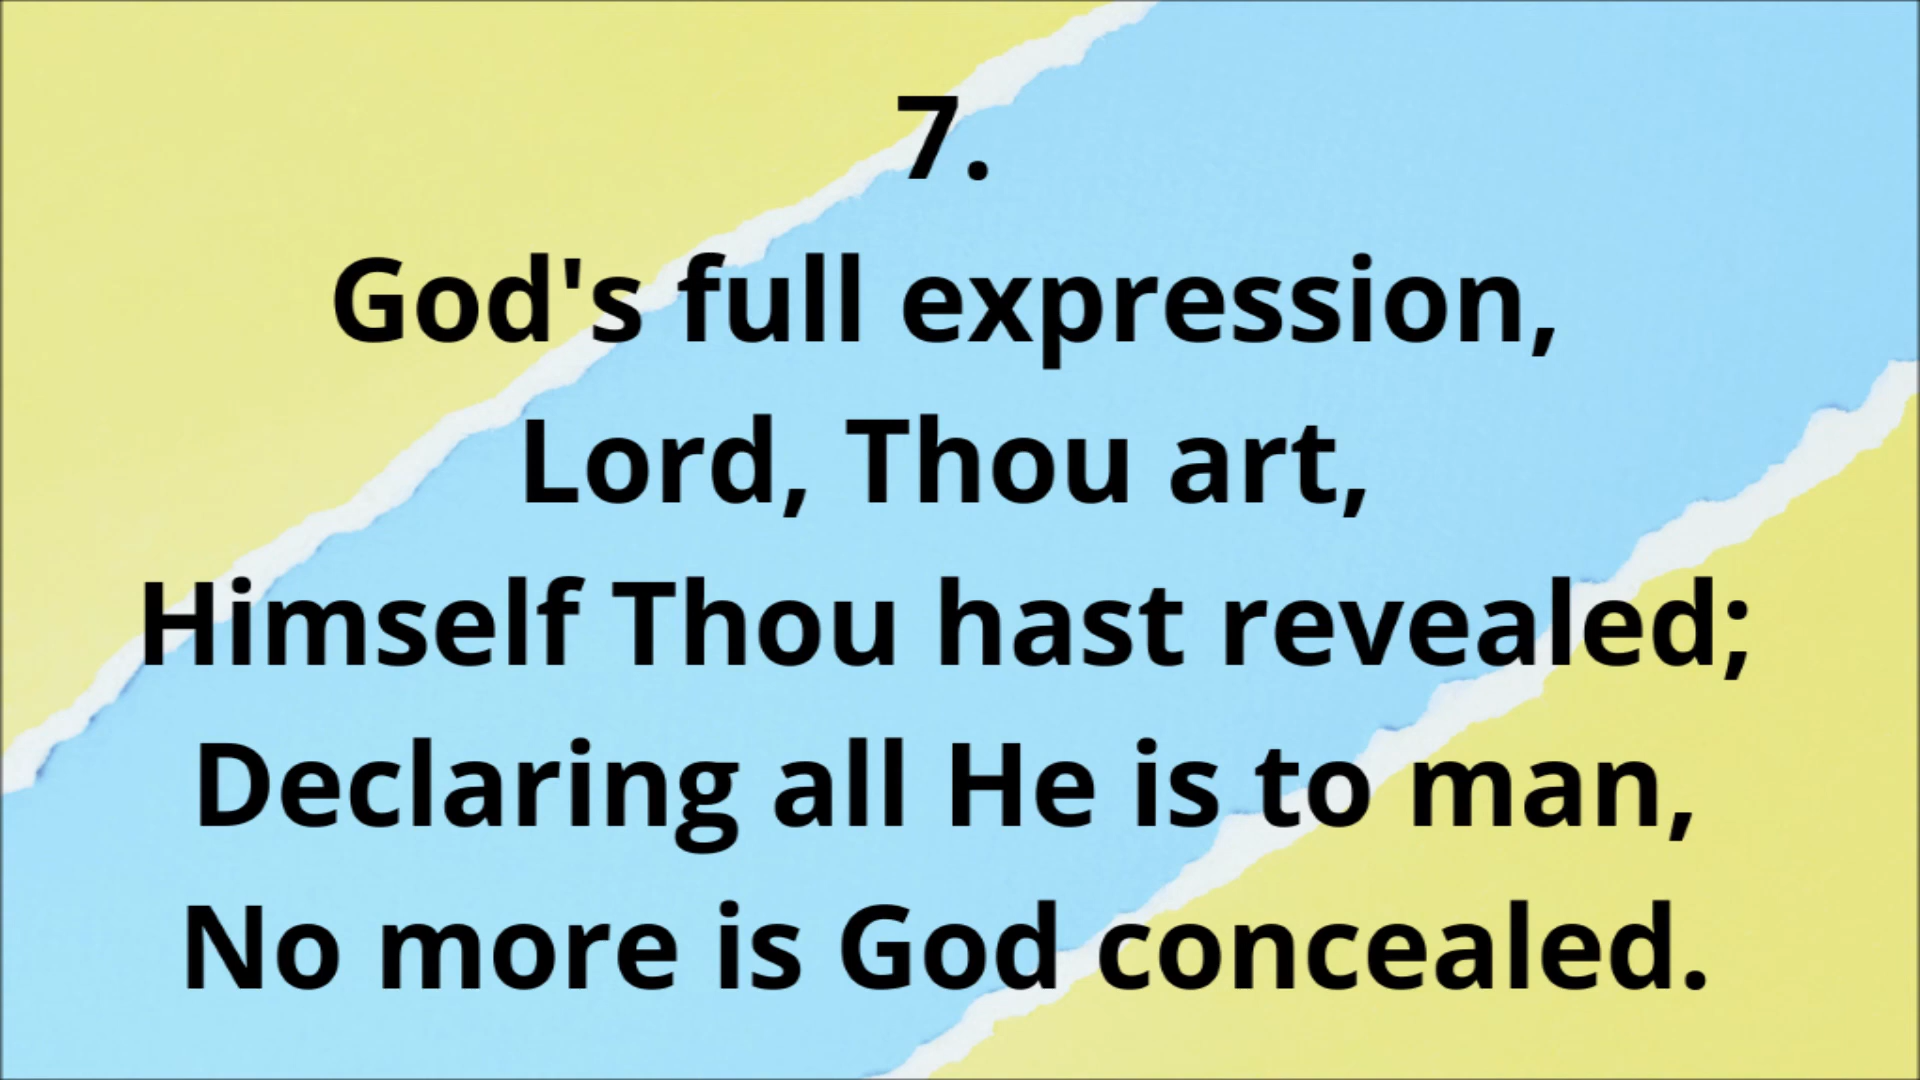 7.
God's full expression,
Lord, Thou art,
Himself Thou hast revealed;
Declaring all He is to man,
No more is God concealed.